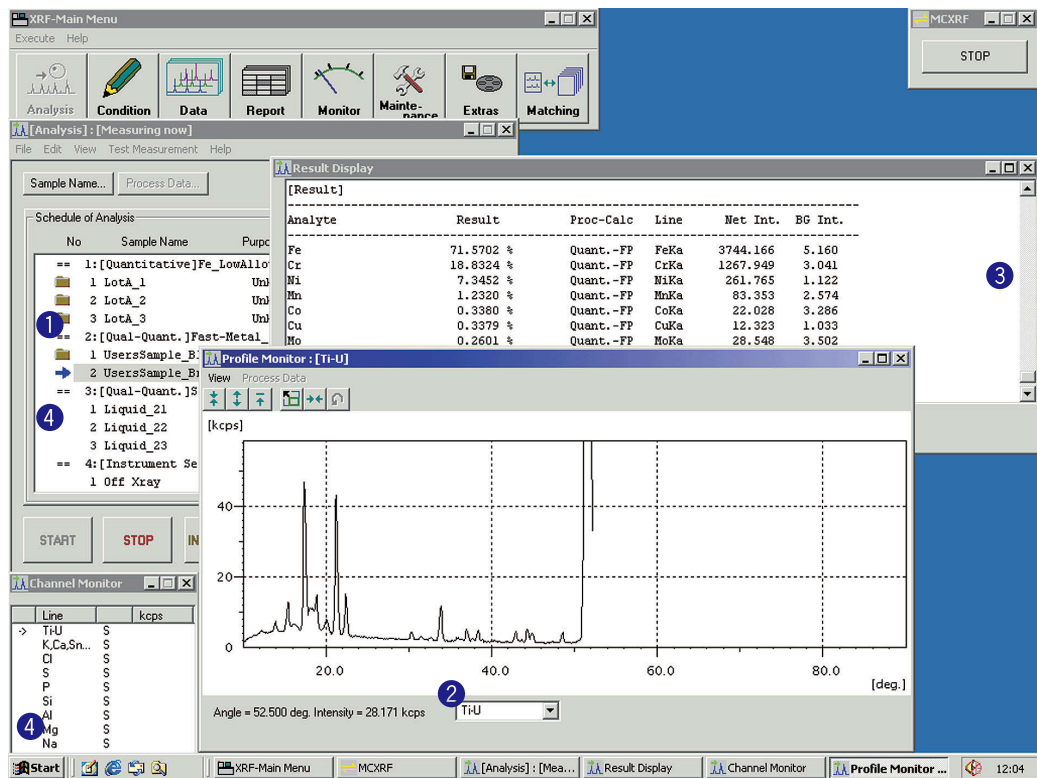 XRF-Main Menu
Execute Help
Analysis Condition Data Report Monitor Mainte-nance Extras Matching
MCXRF
STOP
[Analysis] : [Measuring now]
File Edit View Test Measurement Help
Sample Name... Process Data...
Schedule of Analysis
No Sample Name Purpo
== 1:[Quantitative]Fe_LowAllo
1 LotA_1 Unk
2 LotA_2 Unk
3 LotA_3 Unk
== 2:[Qual-Quant.]Fast-Metal_
1 UsersSample_B
2 UsersSample_B
== 3:[Qual-Quant.]S
1 Liquid_21
2 Liquid_22
3 Liquid_23
== 4:[Instrument Se
1 Off Xray
START STOP IN
1
4
Result Display
[Result]
Analyte Result Proc-Calc Line Net Int. BG Int.
Fe 71.5702 % Quant.-FP FeKa 3744.166 5.160
Cr 18.8324 % Quant.-FP CrKa 1267.949 3.041
Ni 7.3452 % Quant.-FP NiKa 261.765 1.122
Mn 1.2320 % Quant.-FP MnKa 83.353 2.574
Co 0.3380 % Quant.-FP CoKa 22.028 3.286
Cu 0.3379 % Quant.-FP CuKa 12.323 1.033
Mo 0.2601 % Quant.-FP MoKa 28.548 3.502
3
Profile Monitor : [Ti-U]
View Process Data
[kcps]
40
20
0
20.0 40.0 60.0 80.0
[deg.]
2
Angle = 52.500 deg. Intensity = 28.171 kcps Ti-U
Channel Monitor
Line kcps
-> Ti-U S
K,Ca,Sn... S
Cl S
S S
P S
Si S
Al S
Mg S
Na S
4
Start XRF-Main Menu MCXRF [Analysis] : [Mea... Result Display Channel Monitor Profile Monitor ... 12:04